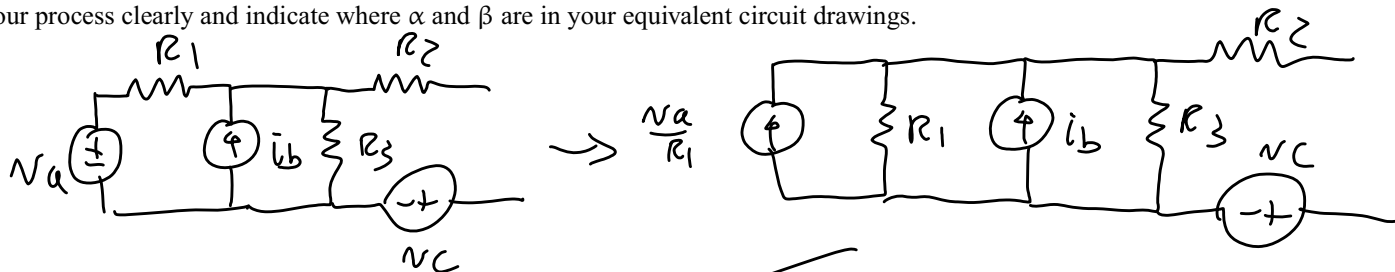 our process clearly and indicate where α and β are in your equivalent circuit drawings.
R1 R2
Va ib R3
VC
Va
R1
R1 ib R3 R2
VC